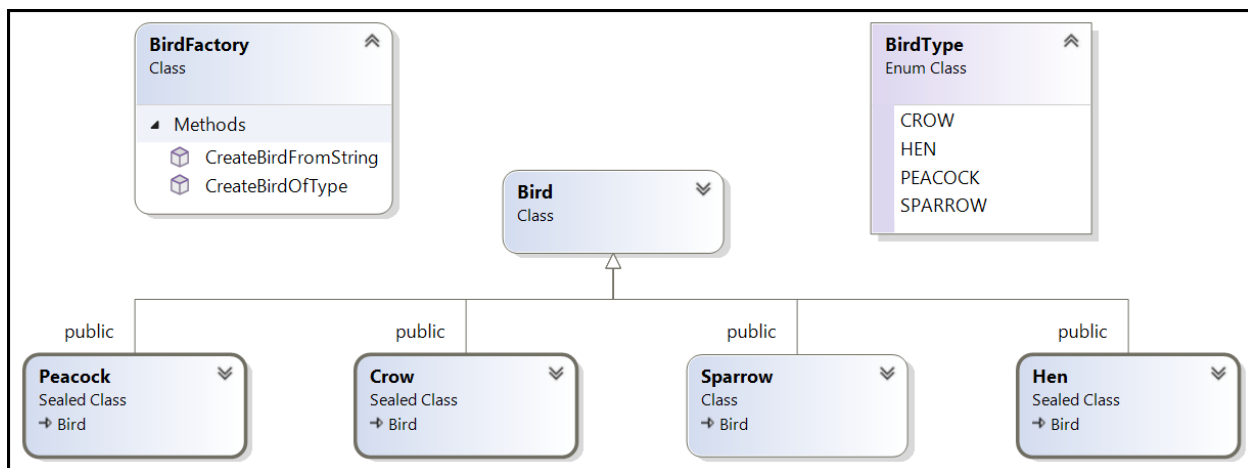 BirdFactory
Class
Methods
CreateBirdFromString
CreateBirdOfType
BirdType
Enum Class
CROW
HEN
PEACOCK
SPARROW
Bird
Class
public
public
public
public
Peacock
Sealed Class
Bird
Crow
Sealed Class
Bird
Sparrow
Class
Bird
Hen
Sealed Class
Bird